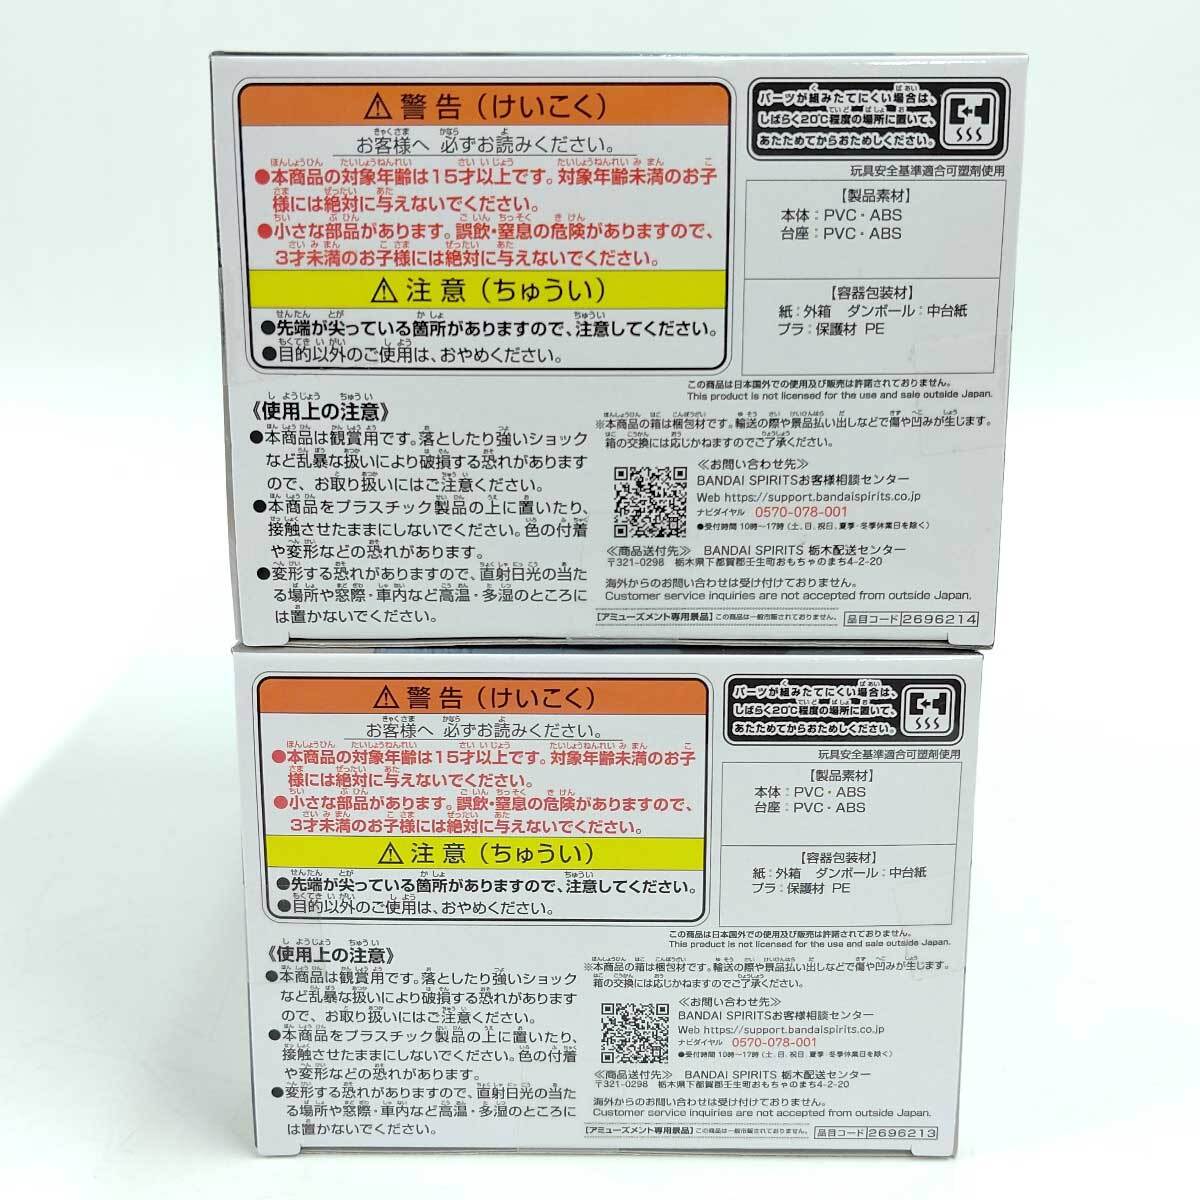 ⚠警告(けいこく)
お客様へ 必ずお読みください。
●本商品の対象年齢は15才以上です。対象年齢未満のお子
様には絶対に与えないでください。
●小さな部品があります。誤飲・窒息の危険がありますので、
3才未満のお子様には絶対に与えないでください。
⚠注意(ちゅうい)
●先端が尖っている箇所がありますので、注意してください。
●目的以外のご使用は、おやめください。
パーツが組みたてにくい場合は、
しばらく20℃程度の場所に置いて、
あたためてからおためしください。
玩具安全基準適合可塑剤使用
【製品素材】
本体:PVC・ABS
台座:PVC・ABS
【容器包装材】
紙:外箱 ダンボール:中台紙
プラ:保護材 PE
この商品は日本国外での使用及び販売は許諾されておりません。
This product is not licensed for the use and sale outside Japan.
《使用上の注意》
●本商品は観賞用です。落としたり強いショック
など乱暴な扱いにより破損する恐れがあります
ので、お取り扱いにはご注意ください。
●本商品をプラスチック製品の上に置いたり、
接触させたままにしないでください。色の付着
や変形などの恐れがあります。
●変形する恐れがありますので、直射日光の当た
る場所や窓際・車内など高温・多湿のところに
は置かないでください。
※本商品の箱は梱包材です。輸送の際や景品払い出しなどで傷や凹みが生じます。
箱の交換には応じかねますのでご了承ください。
≪お問い合わせ先≫
BANDAI SPIRITSお客様相談センター
Web https://support.bandaispirits.co.jp
ナビダイヤル 0570-078-001
●受付時間 10時~17時(土、日、祝日、夏季・冬季休業日を除く)
≪商品送付先≫ BANDAI SPIRITS 栃木配送センター
〒321-0298 栃木県下都賀郡壬生町おもちゃのまち4-2-20
海外からのお問い合わせは受け付けておりません。
Customer service inquiries are not accepted from outside Japan.
【アミューズメント専用景品】この商品は一般市販されておりません。
品目コード 2696214
⚠警告(けいこく)
お客様へ 必ずお読みください。
●本商品の対象年齢は15才以上です。対象年齢未満のお子
様には絶対に与えないでください。
●小さな部品があります。誤飲・窒息の危険がありますので、
3才未満のお子様には絶対に与えないでください。
⚠注意(ちゅうい)
●先端が尖っている箇所がありますので、注意してください。
●目的以外のご使用は、おやめください。
パーツが組みたてにくい場合は、
しばらく20℃程度の場所に置いて、
あたためてからおためしください。
玩具安全基準適合可塑剤使用
【製品素材】
本体:PVC・ABS
台座:PVC・ABS
【容器包装材】
紙:外箱 ダンボール:中台紙
プラ:保護材 PE
この商品は日本国外での使用及び販売は許諾されておりません。
This product is not licensed for the use and sale outside Japan.
《使用上の注意》
●本商品は観賞用です。落としたり強いショック
など乱暴な扱いにより破損する恐れがあります
ので、お取り扱いにはご注意ください。
●本商品をプラスチック製品の上に置いたり、
接触させたままにしないでください。色の付着
や変形などの恐れがあります。
●変形する恐れがありますので、直射日光の当た
る場所や窓際・車内など高温・多湿のところに
は置かないでください。
※本商品の箱は梱包材です。輸送の際や景品払い出しなどで傷や凹みが生じます。
箱の交換には応じかねますのでご了承ください。
≪お問い合わせ先≫
BANDAI SPIRITSお客様相談センター
Web https://support.bandaispirits.co.jp
ナビダイヤル 0570-078-001
●受付時間 10時~17時(土、日、祝日、夏季・冬季休業日を除く)
≪商品送付先≫ BANDAI SPIRITS 栃木配送センター
〒321-0298 栃木県下都賀郡壬生町おもちゃのまち4-2-20
海外からのお問い合わせは受け付けておりません。
Customer service inquiries are not accepted from outside Japan.
【アミューズメント専用景品】この商品は一般市販されておりません。
品目コード 2696213